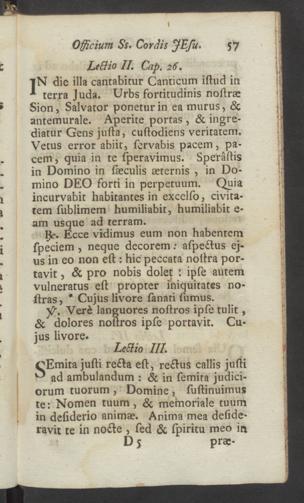 Officium Ss. Cordis JEsu. 57
Lectio II. Cap. 26.
IN die illa cantabitur Canticum iſtud in
terra Juda. Urbs fortitudinis noſtræ
Sion, Salvator ponetur in ea murus, &
antemurale. Aperite portas, & ingre-
diatur Gens juſta, cuſtodiens veritatem.
Vetus error abiit, ſervabis pacem, pa-
cem, quia in te ſperavimus. Speràſtis
in Domino in ſæculis æternis, in Do-
mino DEO forti in perpetuum. Quia
incurvabit habitantes in excelſo, civita-
tem ſublimem humiliabit, humiliabit e-
am usque ad terram.
℟. Ecce vidimus eum non habentem
ſpeciem, neque decorem: aſpectus ej-
us in eo non eſt: hic peccata noſtra por-
tavit, & pro nobis dolet: ipſe autem
vulneratus eſt propter iniquitates no-
ſtras, * Cujus livore ſanati ſumus.
℣. Verè languores noſtros ipſe tulit,
& dolores noſtros ipſe portavit. Cu-
jus livore.
Lectio III.
SEmita juſti recta eſt, rectus callis juſti
ad ambulandum: & in ſemita judici-
orum tuorum, Domine, ſuſtinuimus
te: Nomen tuum, & memoriale tuum
in deſiderio animæ. Anima mea deſide-
ravit te in nocte, ſed & ſpiritu meo in
D 5 præ-